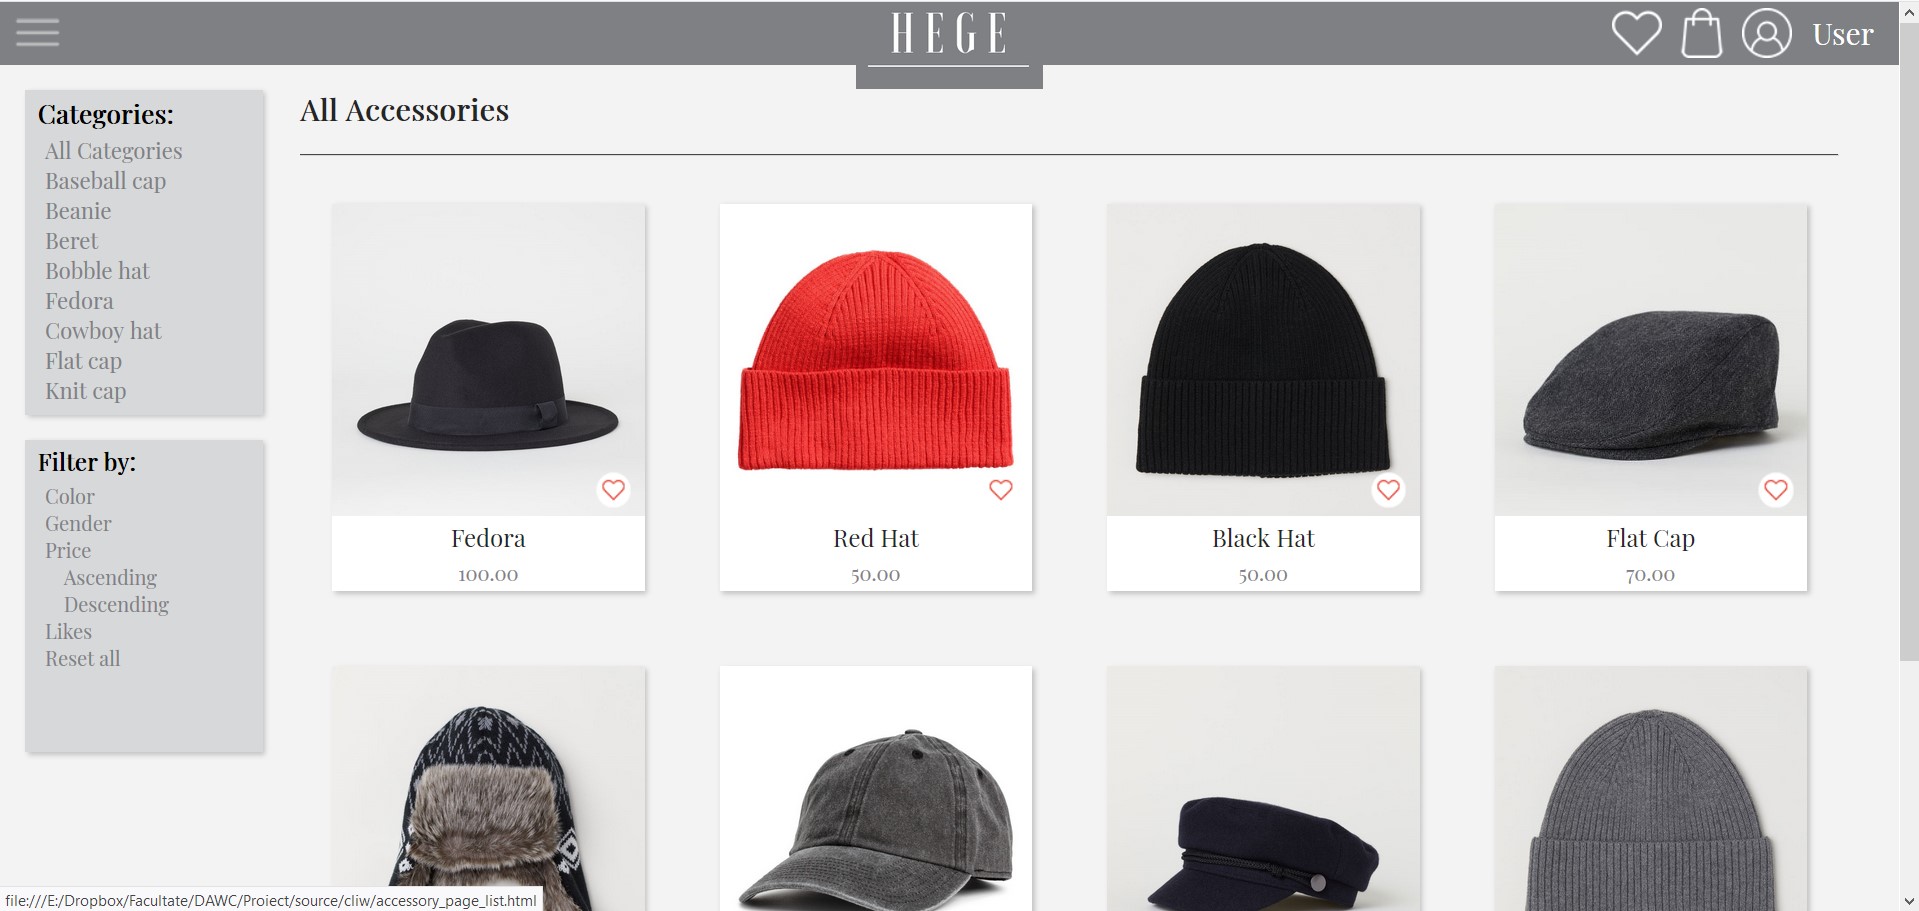 HEGE
User
Categories:
All Categories
Baseball cap
Beanie
Beret
Bobble hat
Fedora
Cowboy hat
Flat cap
Knit cap
Filter by:
Color
Gender
Price
Ascending
Descending
Likes
Reset all
All Accessories
Fedora
100.00
Red Hat
50.00
Black Hat
50.00
Flat Cap
70.00
file:///E:/Dropbox/Facultate/DAWC/Proiect/source/cliw/accessory_page_list.html